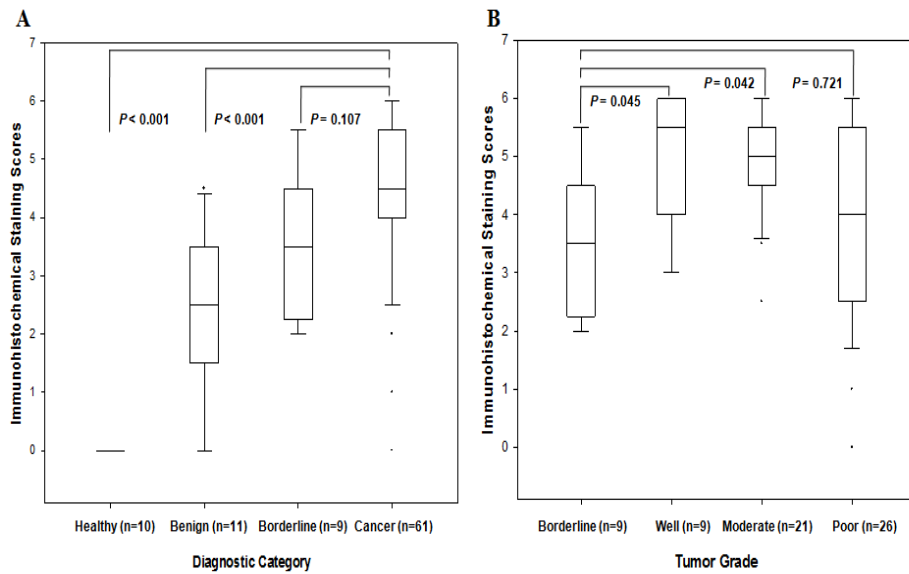 A
Immunohistochemical Staining Scores
7
6
5
4
3
2
1
0
P < 0.001
P < 0.001
P = 0.107
Healthy (n=10)
Benign (n=11)
Borderline (n=9)
Cancer (n=61)
Diagnostic Category
B
Immunohistochemical Staining Scores
7
6
5
4
3
2
1
0
P = 0.045
P = 0.042
P = 0.721
Borderline (n=9)
Well (n=9)
Moderate (n=21)
Poor (n=26)
Tumor Grade